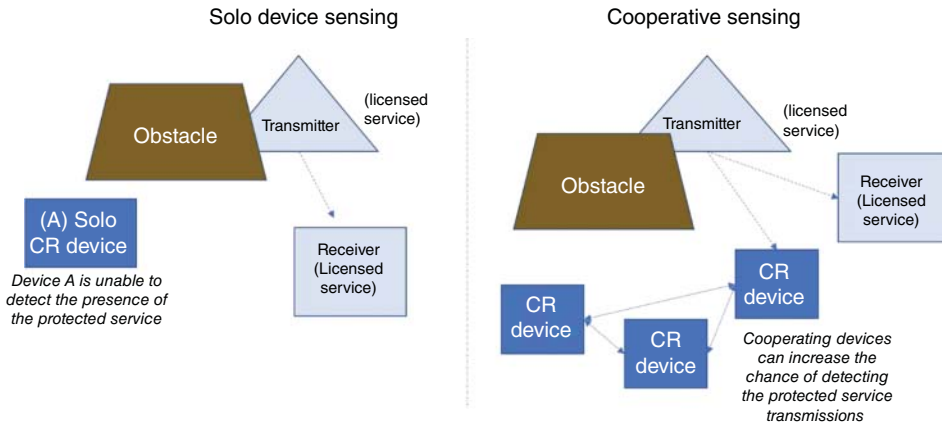 Solo device sensing
Obstacle
Transmitter
(licensed
service)
(A) Solo
CR device
Device A is unable to
detect the presence of
the protected service
Receiver
(Licensed
service)
Cooperative sensing
Transmitter
(licensed
service)
Obstacle
Receiver
(Licensed
service)
CR
device
CR
device
CR
device
Cooperating devices
can increase the
chance of detecting
the protected service
transmissions